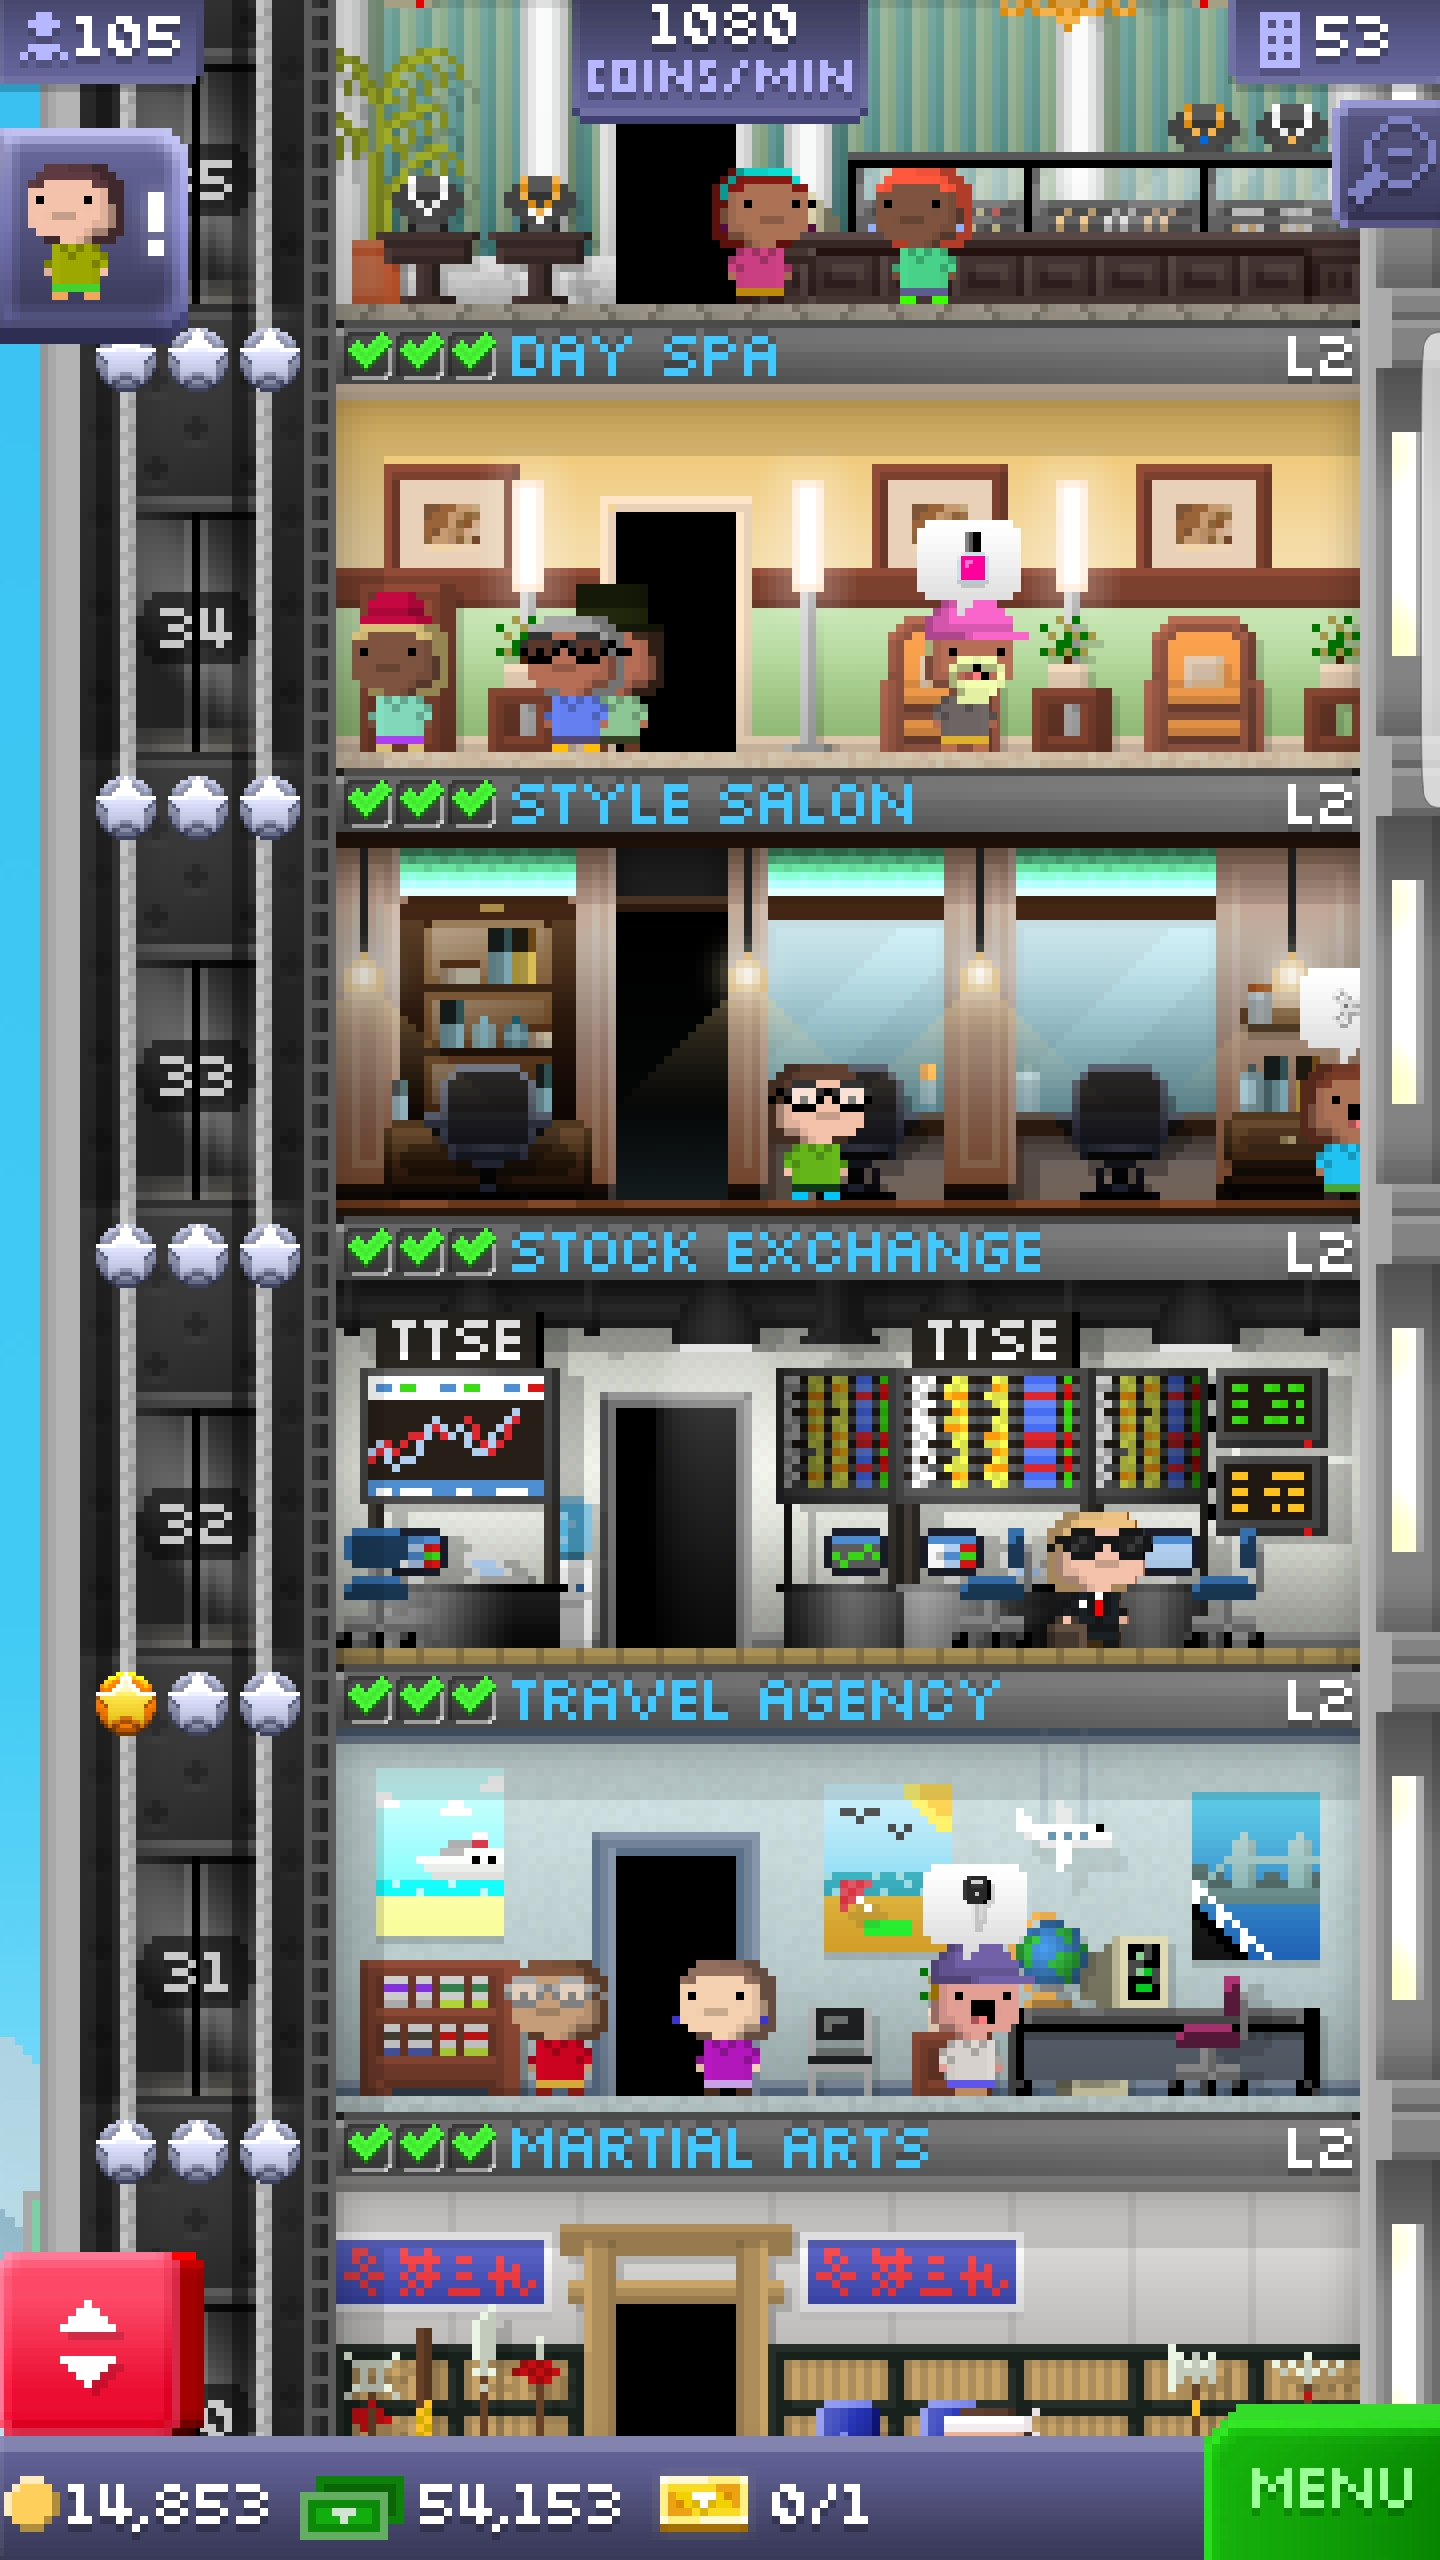 105
1080
COINS/MIN
53
!
DAY SPA
L2
34
STYLE SALON
L2
33
STOCK EXCHANGE
L2
TTSE
TTSE
32
TRAVEL AGENCY
L2
31
MARTIAL ARTS
L2
14,853
54,153
0/1
MENU